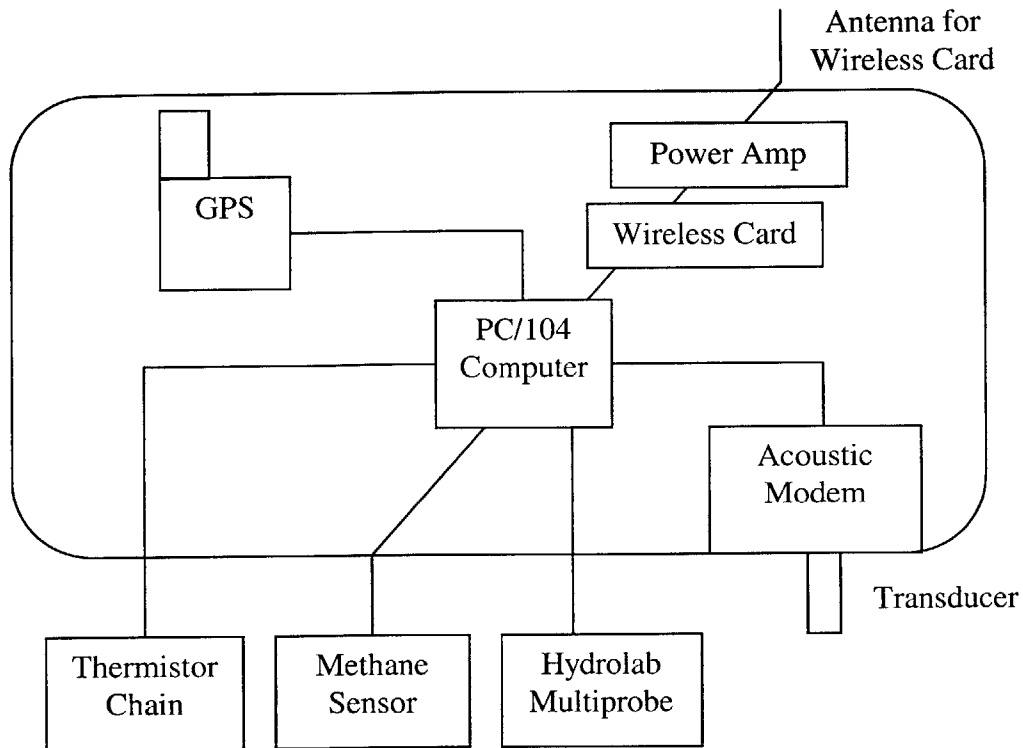 Antenna for
Wireless Card
Power Amp
GPS
Wireless Card
PC/104
Computer
Acoustic
Modem
Transducer
Thermistor
Chain
Methane
Sensor
Hydrolab
Multiprobe